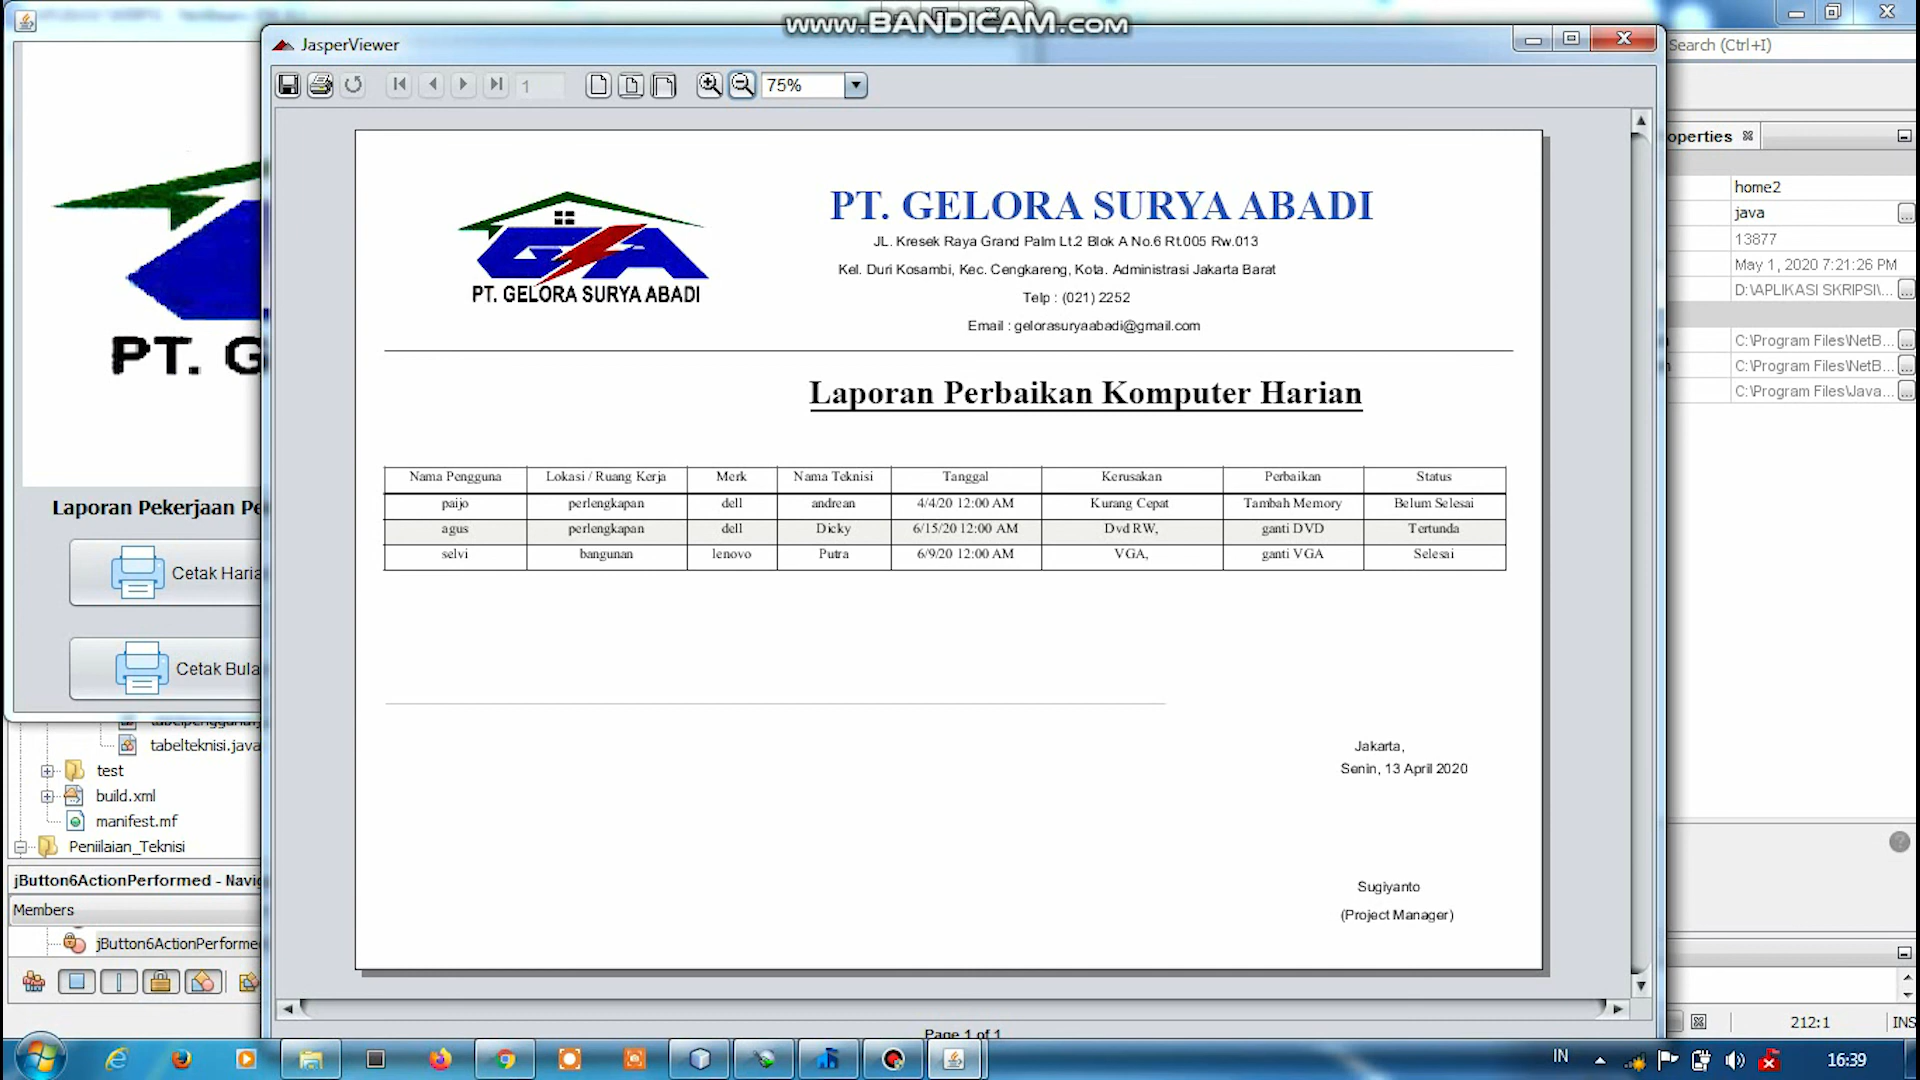 www.BANDICAM.com
JasperViewer
Search (Ctrl+I)
1
75%
operties
home2
java
13877
May 1, 2020 7:21:26 PM
D:\APLIKASI SKRIPSI\...
C:\Program Files\NetB...
C:\Program Files\NetB...
C:\Program Files\Java...
PT. GELORA SURYA ABADI
JL. Kresek Raya Grand Palm Lt.2 Blok A No.6 Rt.005 Rw.013
Kel. Duri Kosambi, Kec. Cengkareng, Kota. Administrasi Jakarta Barat
Telp : (021) 2252
Email : gelorasuryaabadi@gmail.com
GSA
PT. GELORA SURYA ABADI
PT. G
Laporan Perbaikan Komputer Harian
Nama Pengguna Lokasi / Ruang Kerja Merk Nama Teknisi Tanggal Kerusakan Perbaikan Status
paijo perlengkapan dell andrean 4/4/20 12:00 AM Kurang Cepat Tambah Memory Belum Selesai
agus perlengkapan dell Dicky 6/15/20 12:00 AM Dvd RW, ganti DVD Tertunda
selvi bangunan lenovo Putra 6/9/20 12:00 AM VGA, ganti VGA Selesai
Jakarta,
Senin, 13 April 2020
Sugiyanto
(Project Manager)
Page 1 of 1
Laporan Pekerjaan Pe
Cetak Haria
Cetak Bula
tabelteknisi.java
test
build.xml
manifest.mf
Peniilaian_Teknisi
jButton6ActionPerformed - Navig
Members
jButton6ActionPerforme
212:1
INS
IN
16:39